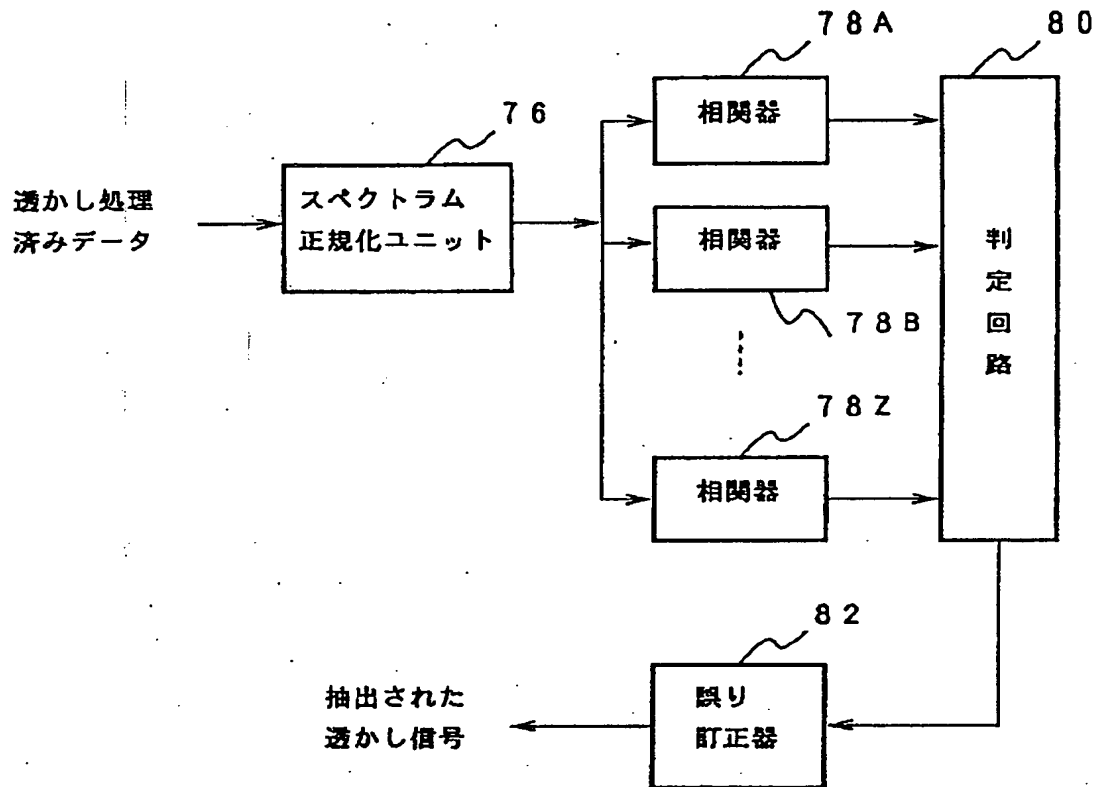 78A
80
相関器
76
透かし処理
済みデータ
スペクトラム
正規化ユニット
相関器
判定回路
78B
78Z
相関器
82
抽出された
透かし信号
誤り
訂正器